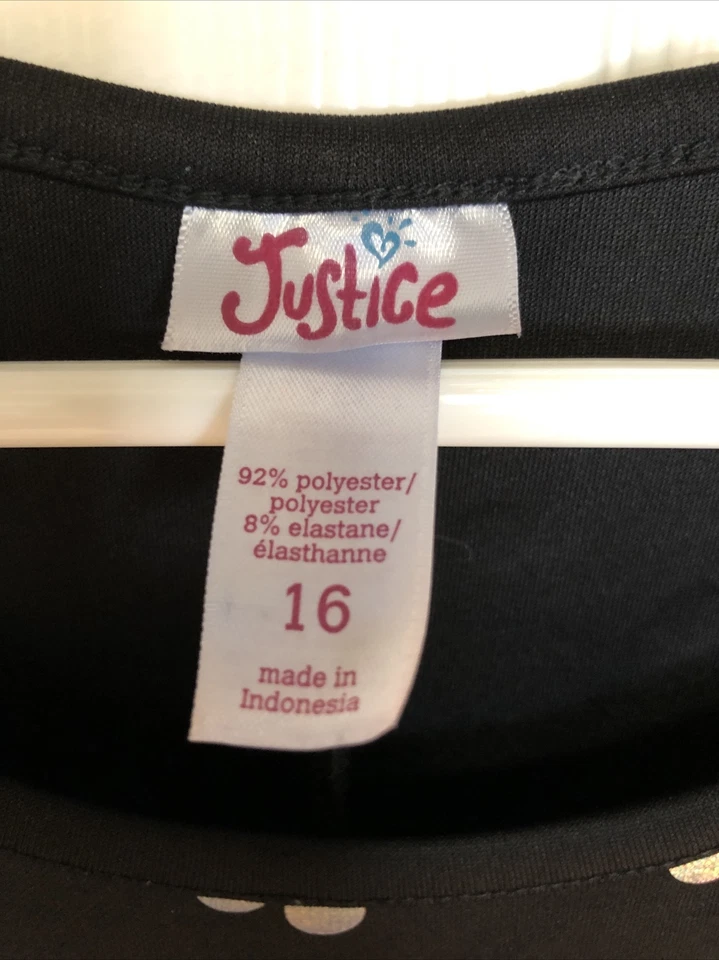 Justice
92% polyester/
polyester
8% elastane/
élasthanne
16
made in
Indonesia